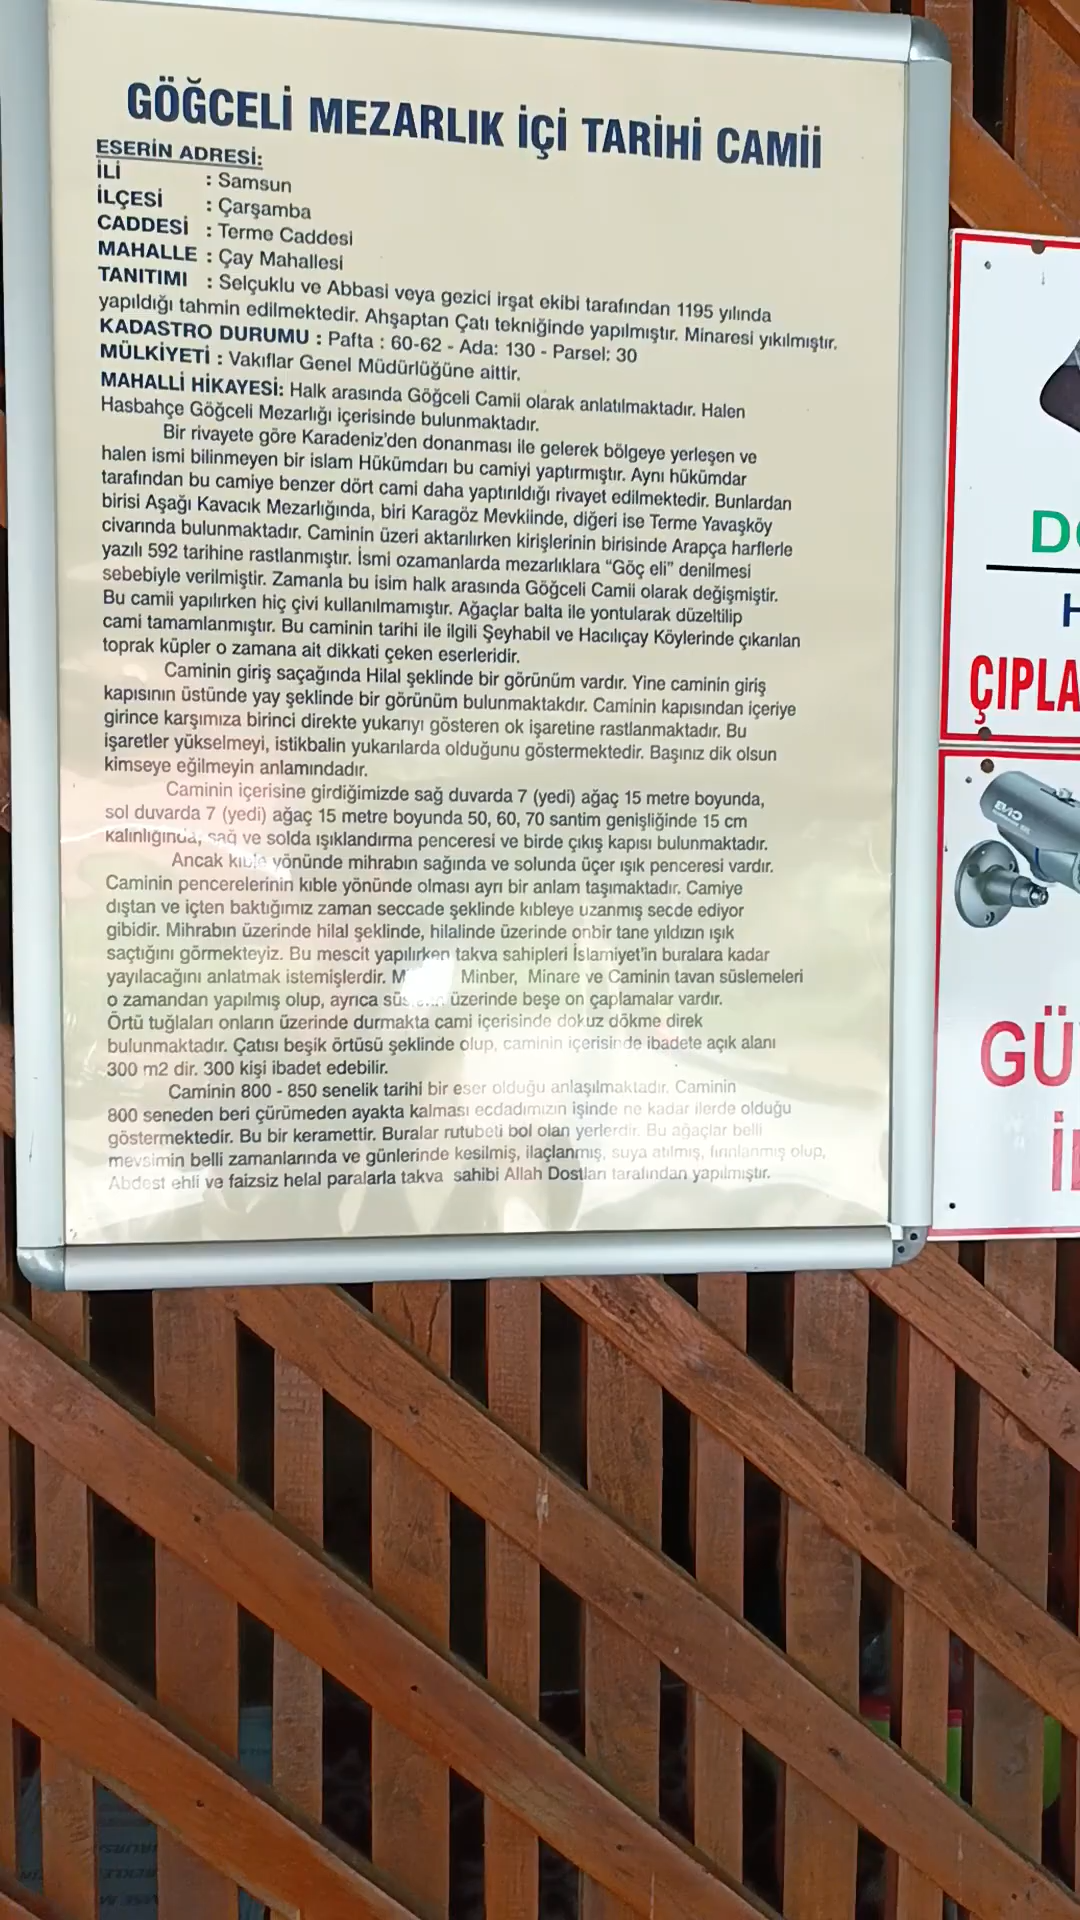 GÖĞCELİ MEZARLIK İÇİ TARİHİ CAMİİ
ESERİN ADRESİ:
İLİ : Samsun
İLÇESİ : Çarşamba
CADDESİ : Terme Caddesi
MAHALLE : Çay Mahallesi
TANITIMI : Selçuklu ve Abbasi veya gezici irşat ekibi tarafından 1195 yılında
yapıldığı tahmin edilmektedir. Ahşaptan Çatı tekniğinde yapılmıştır. Minaresi yıkılmıştır.
KADASTRO DURUMU : Pafta : 60-62 - Ada: 130 - Parsel: 30
MÜLKİYETİ : Vakıflar Genel Müdürlüğüne aittir.
MAHALLİ HİKAYESİ: Halk arasında Göğceli Camii olarak anlatılmaktadır. Halen
Hasbahçe Göğceli Mezarlığı içerisinde bulunmaktadır.
Bir rivayete göre Karadeniz'den donanması ile gelerek bölgeye yerleşen ve
halen ismi bilinmeyen bir islam Hükümdarı bu camiyi yaptırmıştır. Aynı hükümdar
tarafından bu camiye benzer dört cami daha yaptırıldığı rivayet edilmektedir. Bunlardan
birisi Aşağı Kavacık Mezarlığında, biri Karagöz Mevkiinde, diğeri ise Terme Yavaşköy
civarında bulunmaktadır. Caminin üzeri aktarılırken kirişlerinin birisinde Arapça harflerle
yazılı 592 tarihine rastlanmıştır. İsmi ozamanlarda mezarlıklara "Göç eli" denilmesi
sebebiyle verilmiştir. Zamanla bu isim halk arasında Göğceli Camii olarak değişmiştir.
Bu camii yapılırken hiç çivi kullanılmamıştır. Ağaçlar balta ile yontularak düzeltilip
cami tamamlanmıştır. Bu caminin tarihi ile ilgili Şeyhabil ve Hacılıçay Köylerinde çıkarılan
toprak küpler o zamana ait dikkati çeken eserleridir.
Caminin giriş saçağında Hilal şeklinde bir görünüm vardır. Yine caminin giriş
kapısının üstünde yay şeklinde bir görünüm bulunmaktakdır. Caminin kapısından içeriye
girince karşımıza birinci direkte yukarıyı gösteren ok işaretine rastlanmaktadır. Bu
işaretler yükselmeyi, istikbalin yukarılarda olduğunu göstermektedir. Başınız dik olsun
kimseye eğilmeyin anlamındadır.
Caminin içerisine girdiğimizde sağ duvarda 7 (yedi) ağaç 15 metre boyunda,
sol duvarda 7 (yedi) ağaç 15 metre boyunda 50, 60, 70 santim genişliğinde 15 cm
kalınlığında, sağ ve solda ışıklandırma penceresi ve birde çıkış kapısı bulunmaktadır.
Ancak kıble yönünde mihrabın sağında ve solunda üçer ışık penceresi vardır.
Caminin pencerelerinin kıble yönünde olması ayrı bir anlam taşımaktadır. Camiye
dıştan ve içten baktığımız zaman seccade şeklinde kıbleye uzanmış secde ediyor
gibidir. Mihrabın üzerinde hilal şeklinde, hilalinde üzerinde onbir tane yıldızın ışık
saçtığını görmekteyiz. Bu mescit yapılırken takva sahipleri İslamiyet'in buralara kadar
yayılacağını anlatmak istemişlerdir. Minber, Minare ve Caminin tavan süslemeleri
o zamandan yapılmış olup, ayrıca üzerinde beşe on çaplamalar vardır.
Örtü tuğlaları onların üzerinde durmakta cami içerisinde dokuz dökme direk
bulunmaktadır. Çatısı beşik örtüsü şeklinde olup, caminin içerisinde ibadete açık alanı
300 m2 dir. 300 kişi ibadet edebilir.
Caminin 800 - 850 senelik tarihi bir eser olduğu anlaşılmaktadır. Caminin
800 seneden beri çürümeden ayakta kalması ecdadımızın işinde ne kadar ilerde olduğu
göstermektedir. Bu bir keramettir. Buralar rutubeti bol olan yerlerdir. Bu ağaçlar belli
mevsimin belli zamanlarında ve günlerinde kesilmiş, ilaçlanmış, suya atılmış, fırınlanmış olup,
Abdest ehli ve faizsiz helal paralarla takva sahibi Allah Dostları tarafından yapılmıştır.
ÇIPLA
GÜ